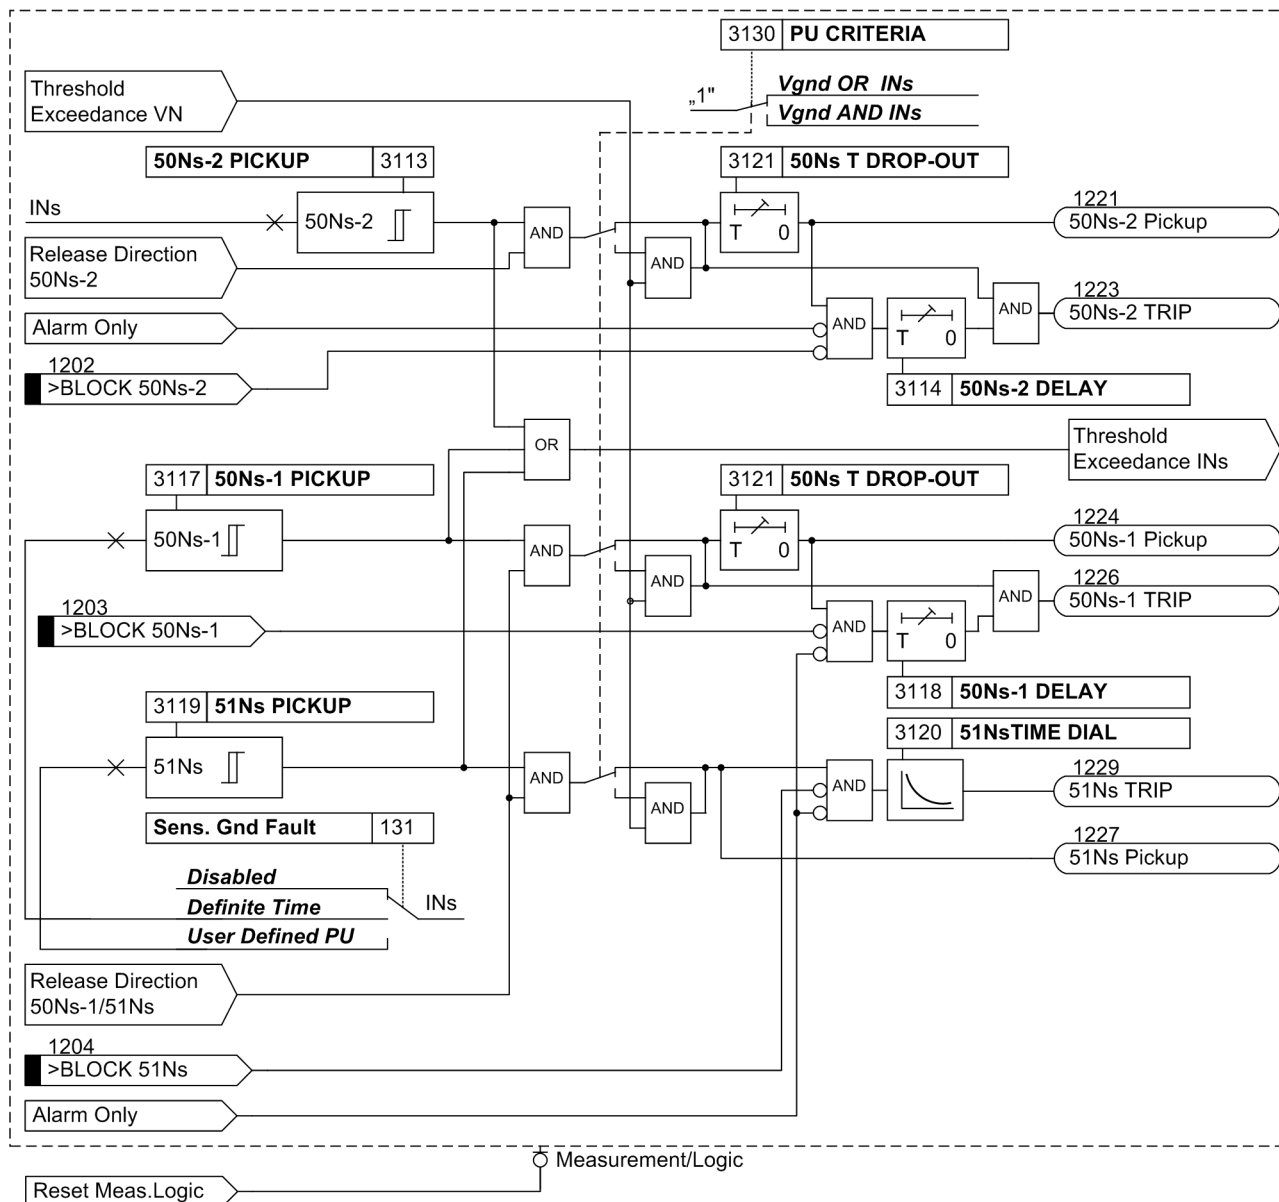 3130 PU CRITERIA
Threshold
Exceedance VN
„1"
Vgnd OR INs
Vgnd AND INs
50Ns-2 PICKUP 3113
3121 50Ns T DROP-OUT
INs
50Ns-2
AND
T 0
1221
50Ns-2 Pickup
Release Direction
50Ns-2
AND
1223
50Ns-2 TRIP
AND
Alarm Only
AND
T 0
1202
>BLOCK 50Ns-2
3114 50Ns-2 DELAY
OR
Threshold
Exceedance INs
3117 50Ns-1 PICKUP
3121 50Ns T DROP-OUT
50Ns-1
AND
T 0
1224
50Ns-1 Pickup
AND
1226
50Ns-1 TRIP
AND
1203
>BLOCK 50Ns-1
AND
T 0
3118 50Ns-1 DELAY
3119 51Ns PICKUP
3120 51NsTIME DIAL
51Ns
AND
AND
AND
1229
51Ns TRIP
Sens. Gnd Fault 131
1227
51Ns Pickup
Disabled
Definite Time
User Defined PU
INs
Release Direction
50Ns-1/51Ns
1204
>BLOCK 51Ns
Alarm Only
Measurement/Logic
Reset Meas.Logic